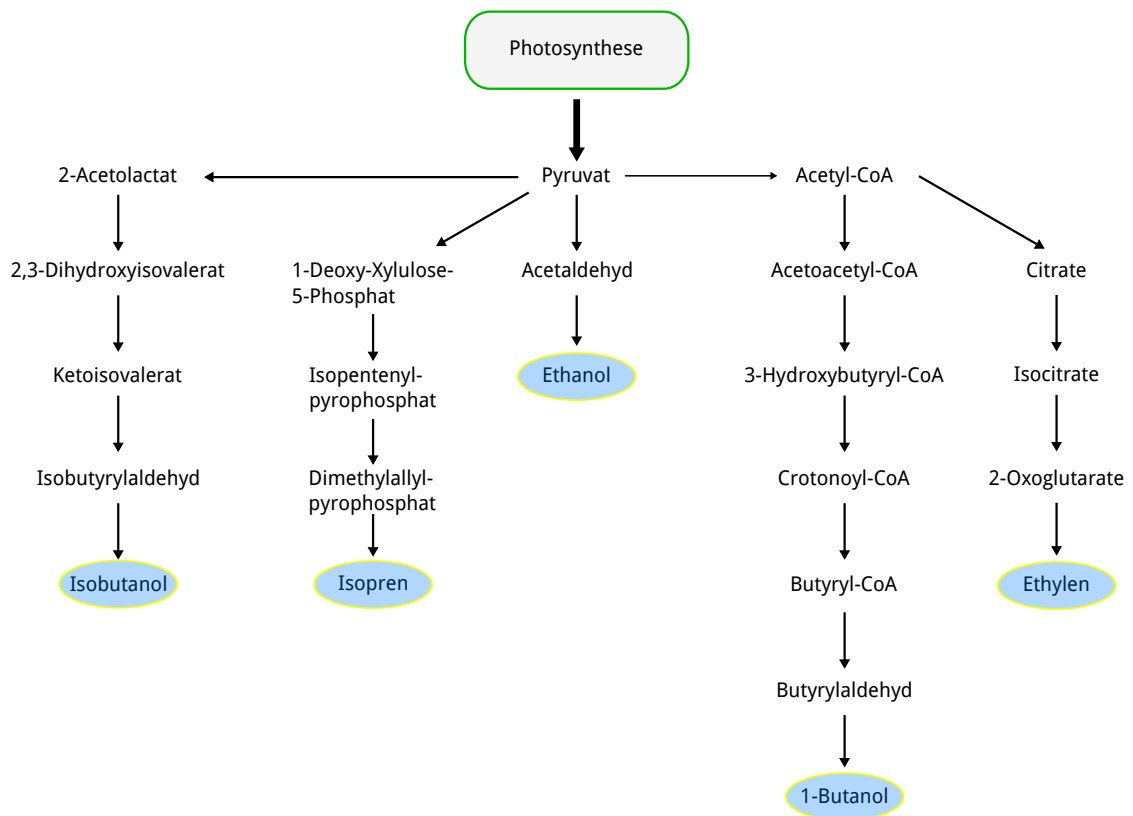 Photosynthese
2-Acetolactat
Pyruvat
Acetyl-CoA
2,3-Dihydroxyisovalerat
1-Deoxy-Xylulose-
5-Phosphat
Acetaldehyd
Acetoacetyl-CoA
Citrate
Ketoisovalerat
Isopentenyl-
pyrophosphat
Ethanol
3-Hydroxybutyryl-CoA
Isocitrate
Isobutyrylaldehyd
Dimethylallyl-
pyrophosphat
Crotonoyl-CoA
2-Oxoglutarate
Isobutanol
Isopren
Butyryl-CoA
Ethylen
Butyrylaldehyd
1-Butanol